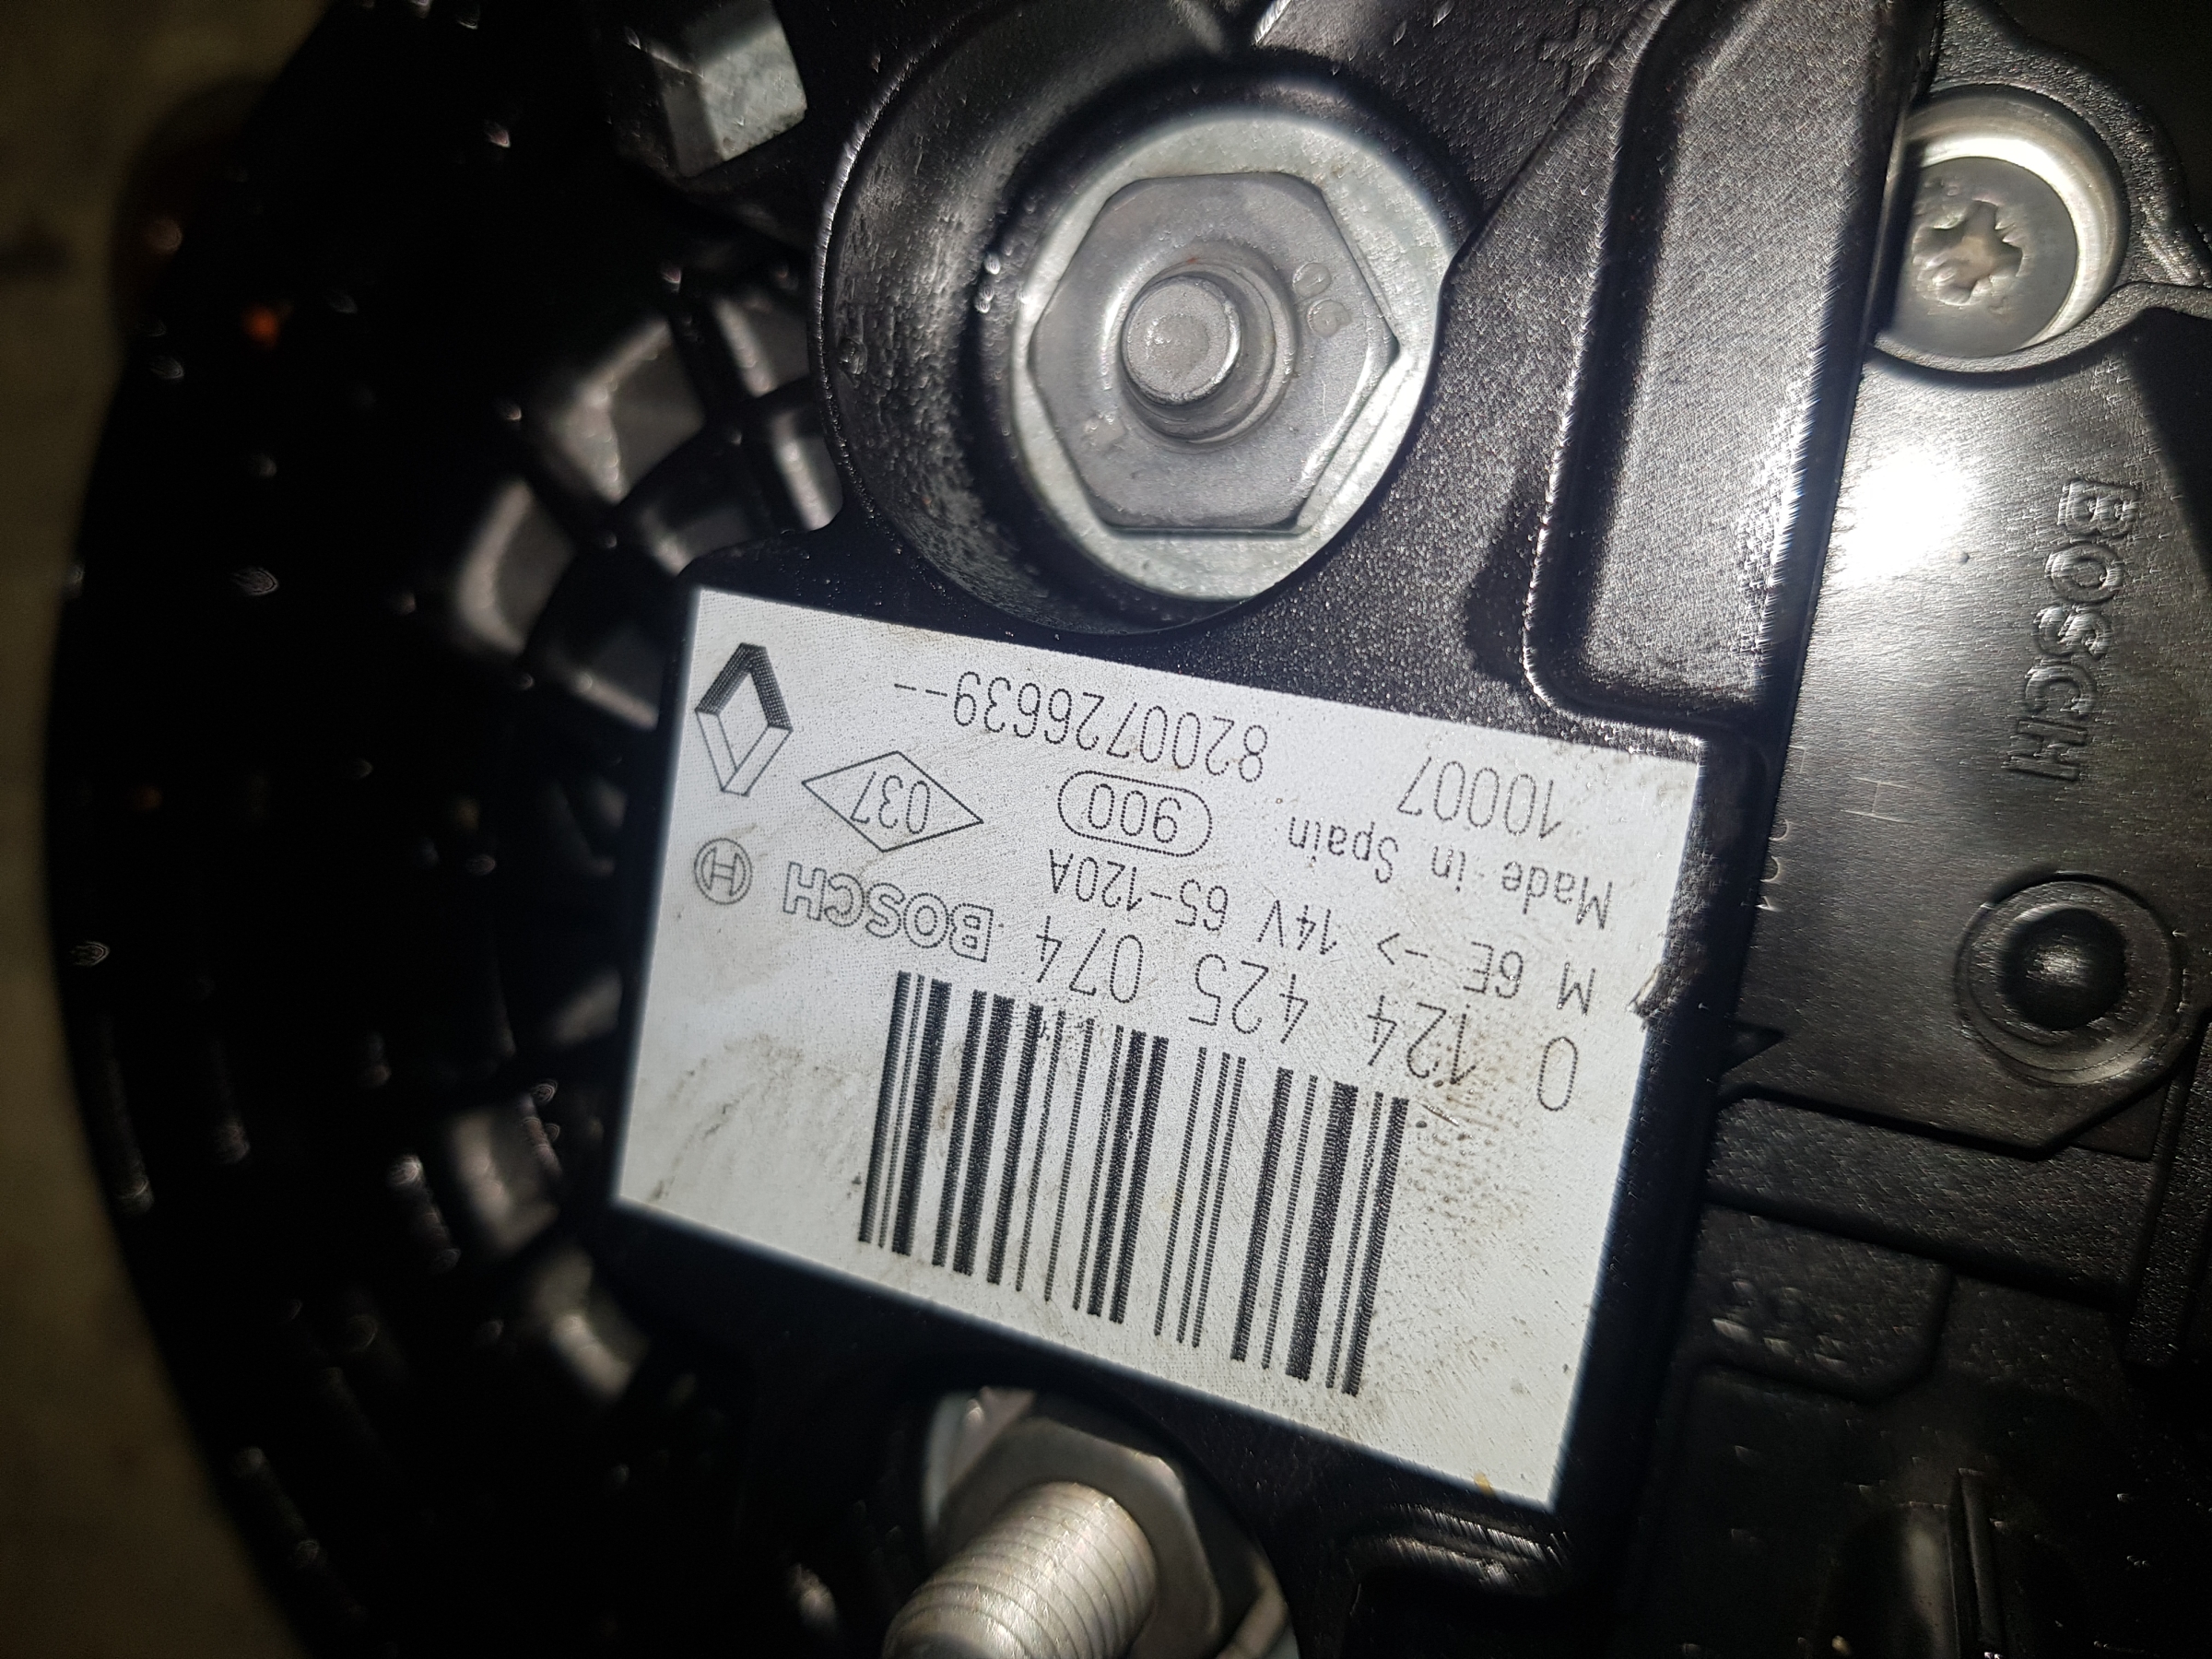 0 124 425 074 BOSCH
M 6E -> 14V 65-120A
Made in Spain 900 037
10007 8200726639--
BOSCH